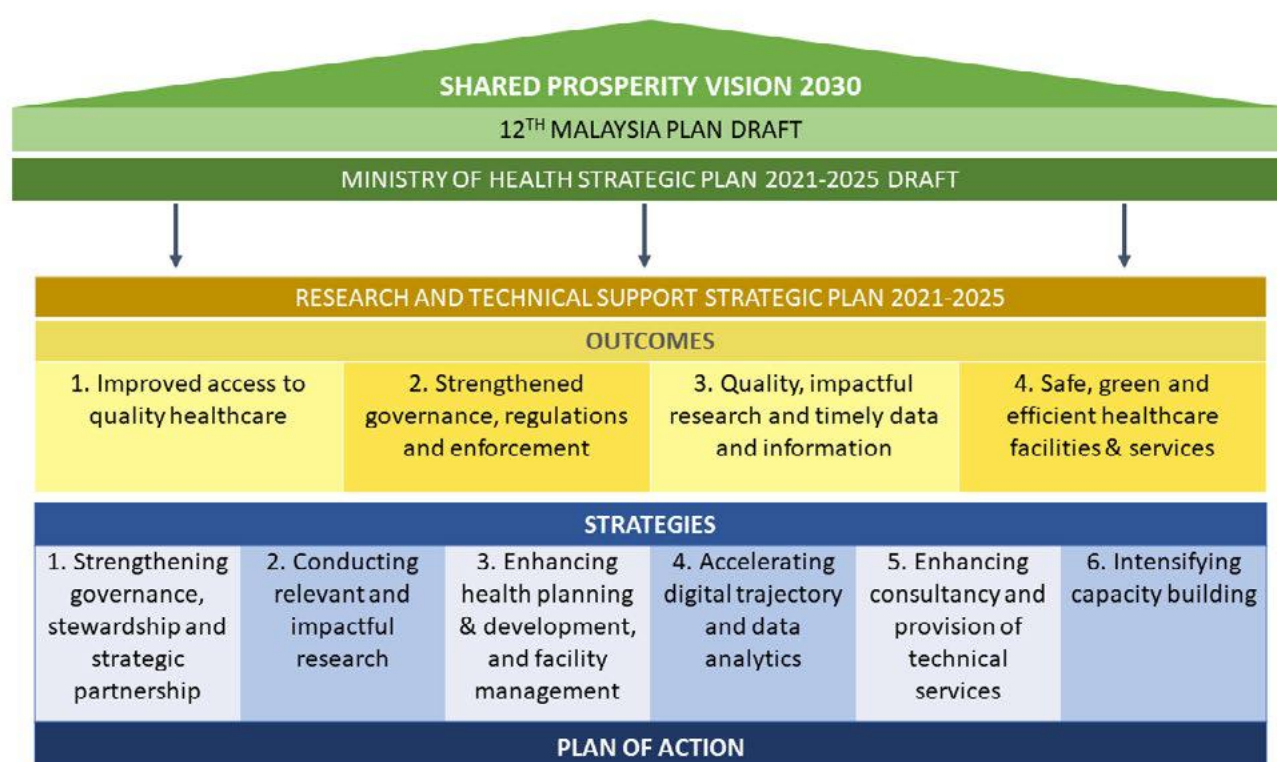 SHARED PROSPERITY VISION 2030
12TH MALAYSIA PLAN DRAFT
MINISTRY OF HEALTH STRATEGIC PLAN 2021-2025 DRAFT
RESEARCH AND TECHNICAL SUPPORT STRATEGIC PLAN 2021-2025
OUTCOMES
1. Improved access to
quality healthcare
2. Strengthened
governance, regulations
and enforcement
3. Quality, impactful
research and timely data
and information
4. Safe, green and
efficient healthcare
facilities & services
STRATEGIES
1. Strengthening
governance,
stewardship and
strategic
partnership
2. Conducting
relevant and
impactful
research
3. Enhancing
health planning
& development,
and facility
management
4. Accelerating
digital trajectory
and data
analytics
5. Enhancing
consultancy and
provision of
technical
services
6. Intensifying
capacity building
PLAN OF ACTION